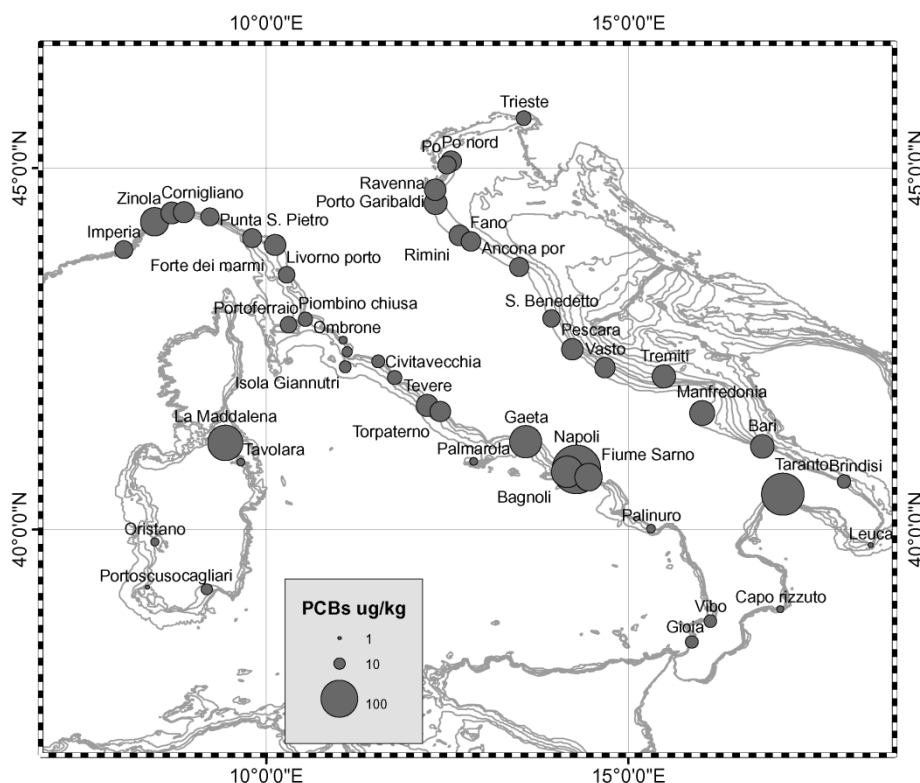 10°0'0"E 15°0'0"E
Trieste
Po Po nord
45°0'0"N 45°0'0"N
Ravenna
Porto Garibaldi
Zinola Cornigliano
Punta S. Pietro
Fano
Imperia
Rimini Ancona por
Forte dei marmi Livorno porto
S. Benedetto
Portoferraio Piombino chiusa
Ombrone
Pescara
Vasto Tremiti
Isola Giannutri Civitavecchia
Tevere
Manfredonia
La Maddalena
Torpaterno Gaeta Napoli Bari
Tavolara Palmarola Fiume Sarno
Taranto Brindisi
Bagnoli
Palinuro
Oristano
40°0'0"N 40°0'0"N
Leuca
Portoscusocagliari
Capo rizzuto
Vibo
Gioia
PCBs ug/kg
1
10
100
10°0'0"E 15°0'0"E